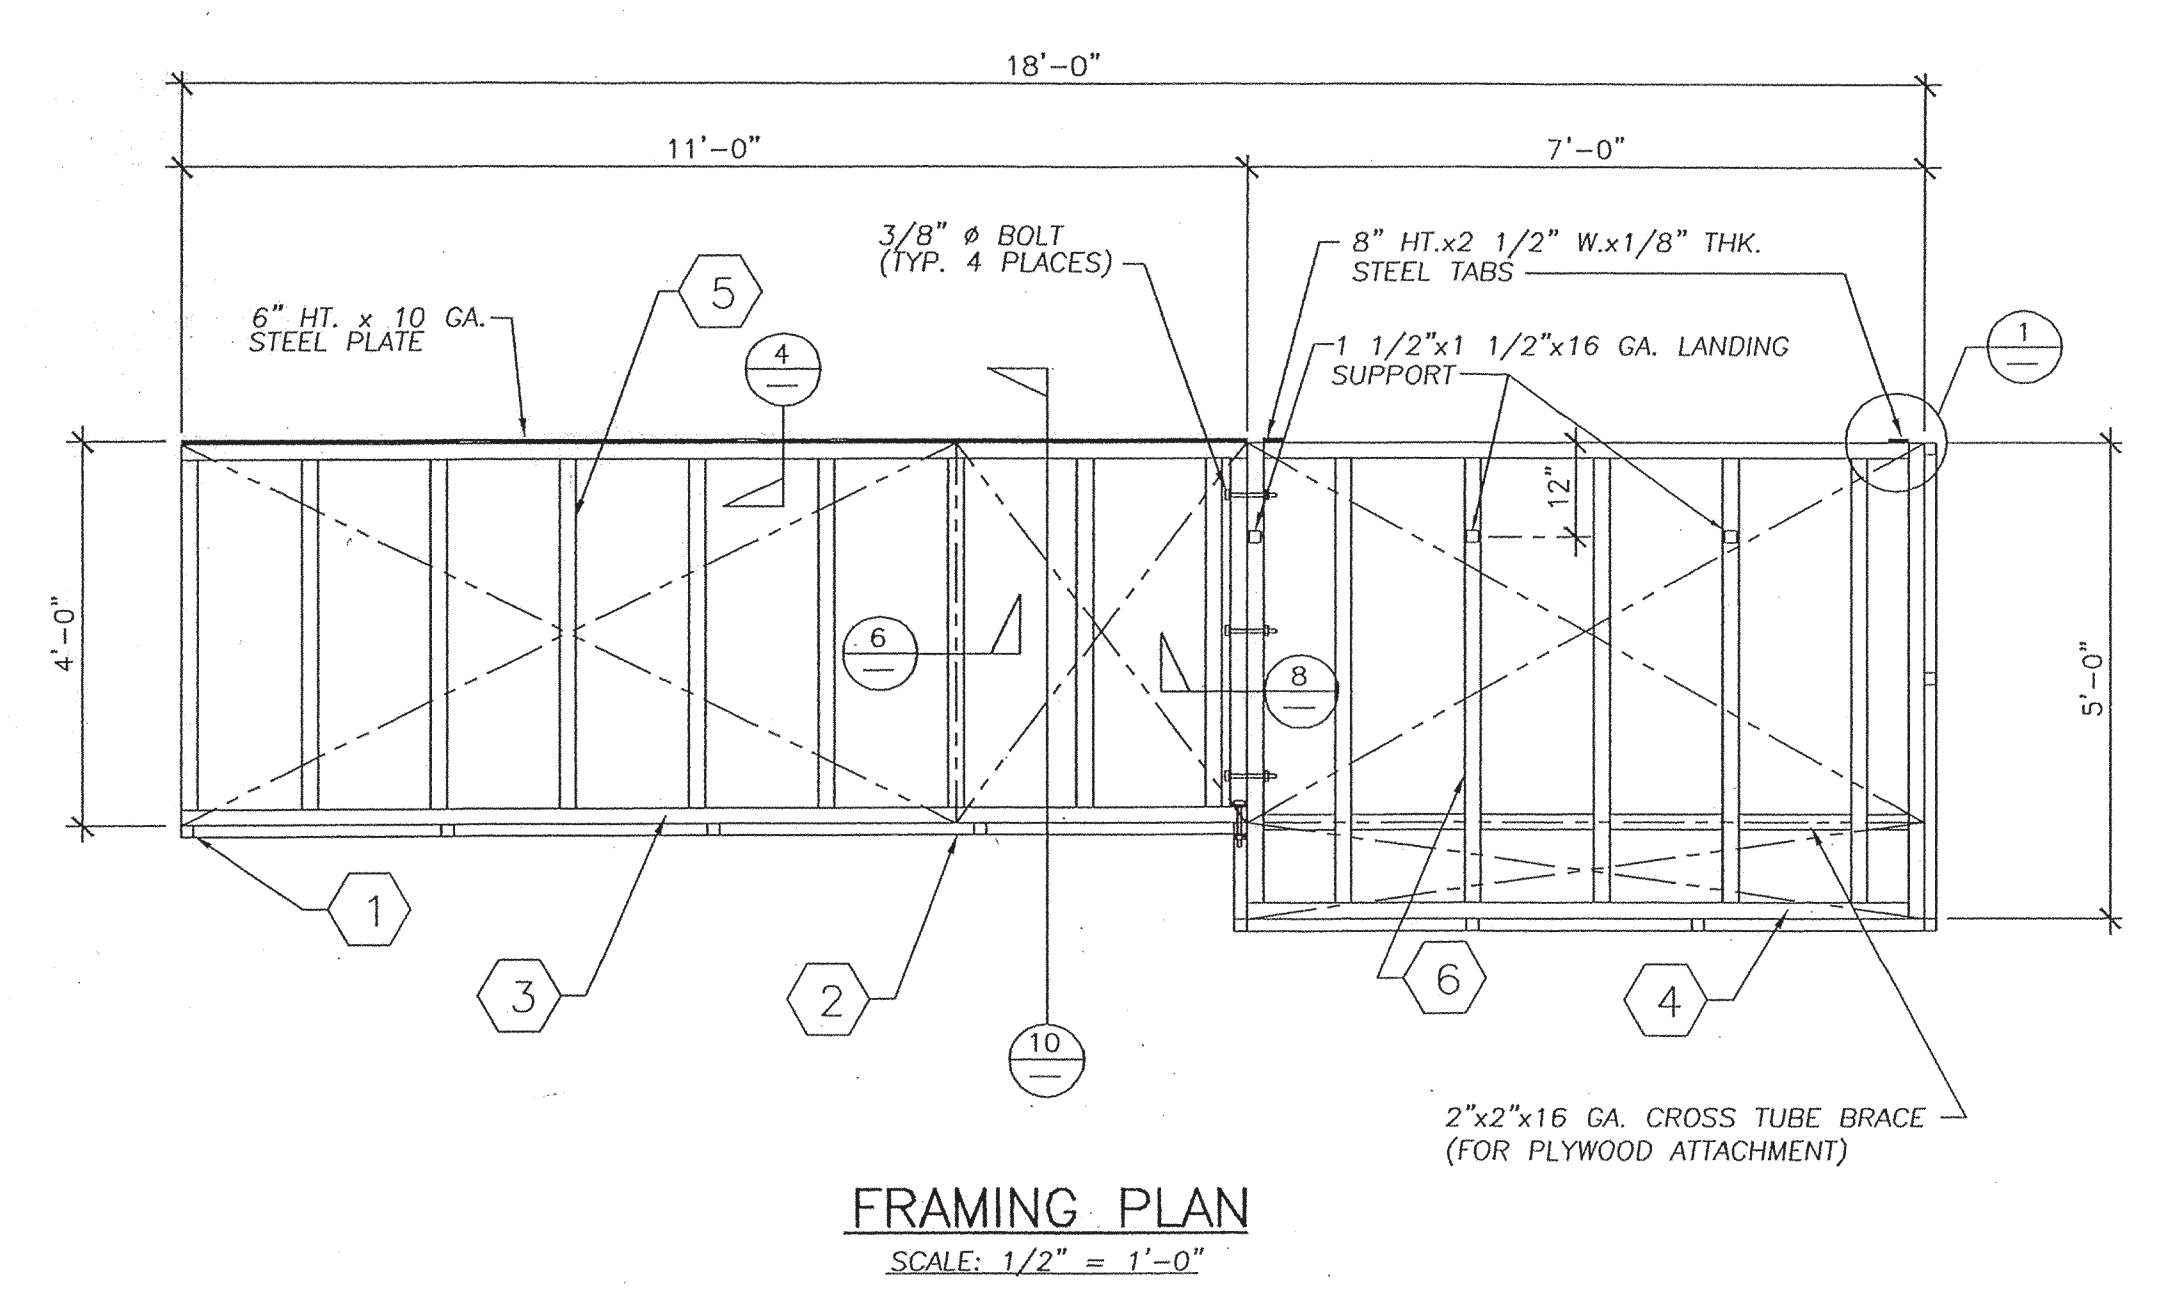 18'-0"
11'-0"
7'-0"
3/8" ø BOLT
(TYP. 4 PLACES)
8" HT.x2 1/2" W.x1/8" THK.
STEEL TABS
5
6" HT. x 10 GA.
STEEL PLATE
4
1 1/2"x1 1/2"x16 GA. LANDING
SUPPORT
1
12"
4'-0"
6
8
5'-0"
1
3
2
6
4
10
2"x2"x16 GA. CROSS TUBE BRACE
(FOR PLYWOOD ATTACHMENT)
FRAMING PLAN
SCALE: 1/2" = 1'-0"